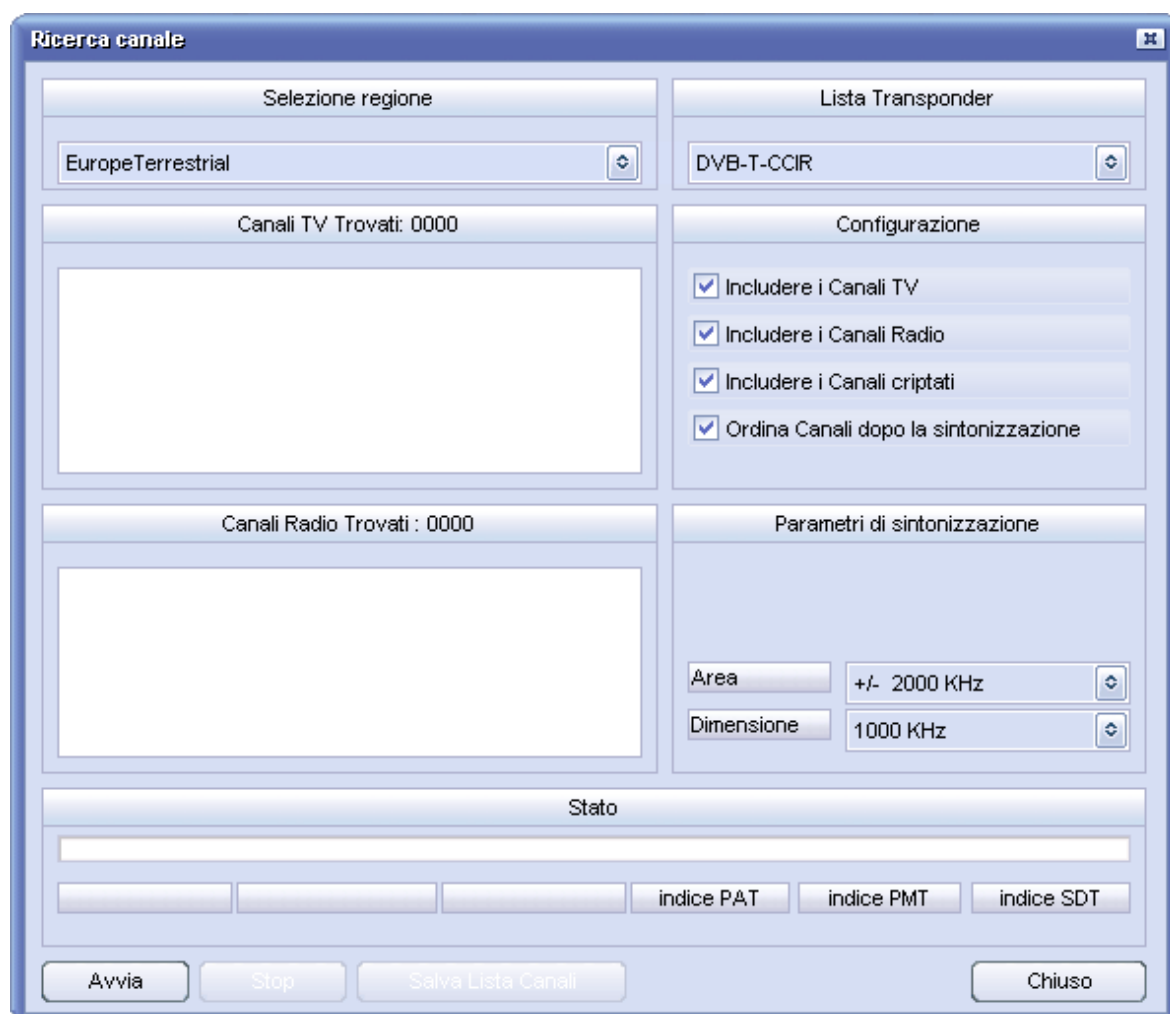 Ricerca canale
Selezione regione
EuropeTerrestrial
Lista Transponder
DVB-T-CCIR
Canali TV Trovati: 0000
Configurazione
Includere i Canali TV
Includere i Canali Radio
Includere i Canali criptati
Ordina Canali dopo la sintonizzazione
Canali Radio Trovati : 0000
Parametri di sintonizzazione
Area
+/- 2000 KHz
Dimensione
1000 KHz
Stato
indice PAT
indice PMT
indice SDT
Avvia
Stop
Salva Lista Canali
Chiuso